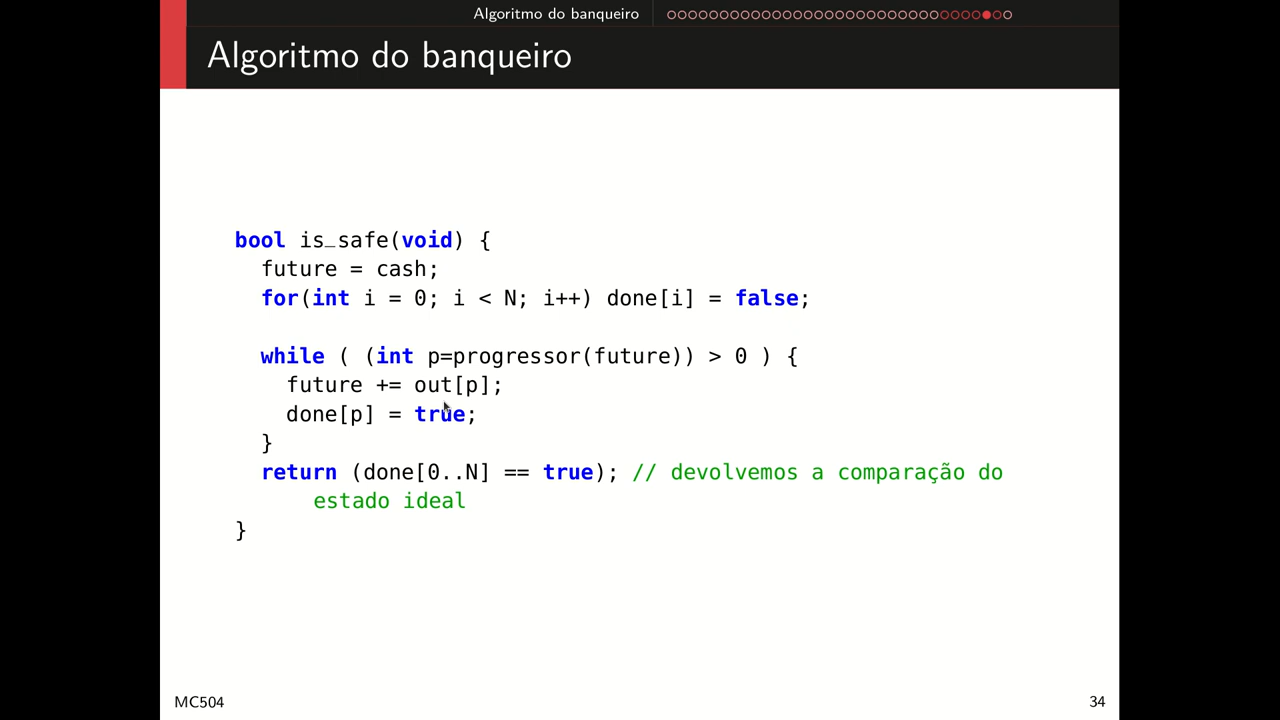 Algoritmo do banqueiro
Algoritmo do banqueiro
bool is_safe(void) {
future = cash;
for(int i = 0; i < N; i++) done[i] = false;
while ( (int p=progressor(future)) > 0 ) {
future += out[p];
done[p] = true;
}
return (done[0..N] == true); // devolvemos a comparação do
estado ideal
}
MC504
34